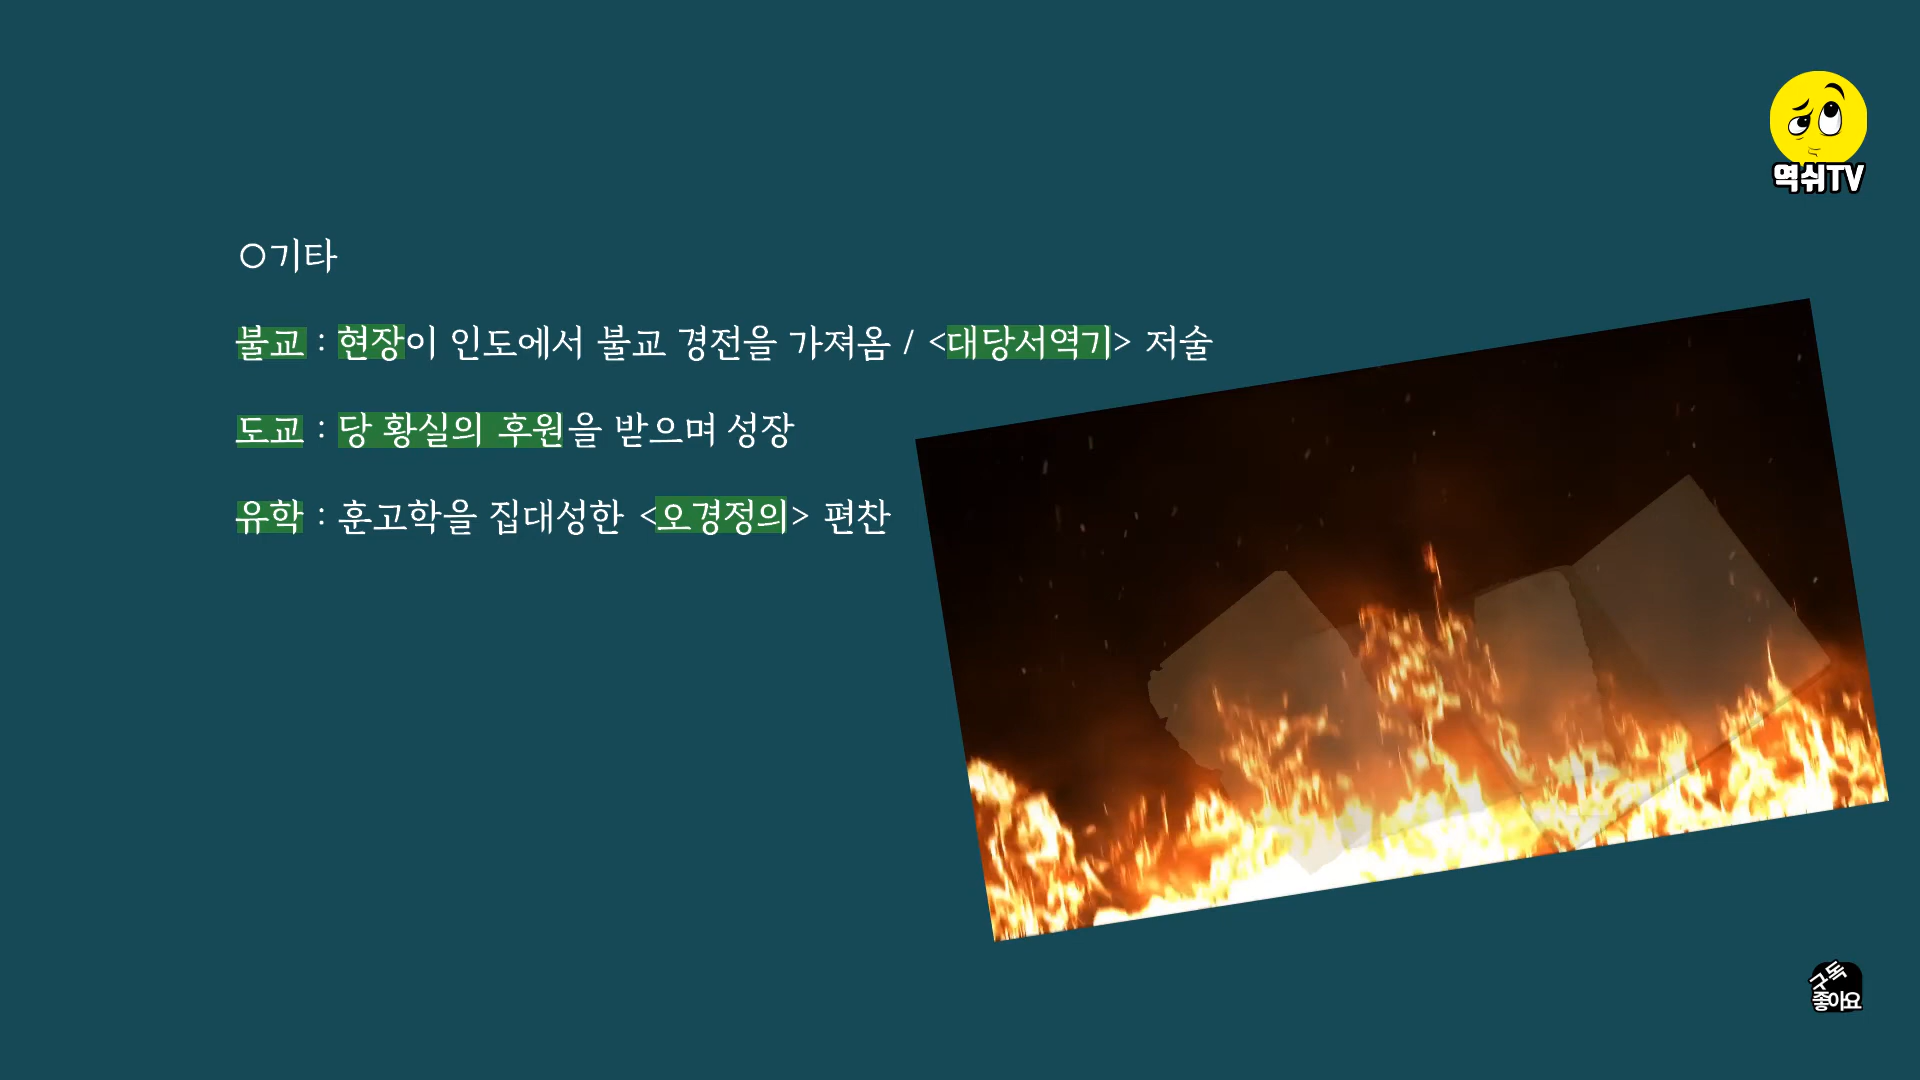 역쉬TV
○기타
불교 : 현장이 인도에서 불교 경전을 가져옴 / <대당서역기> 저술
도교 : 당 황실의 후원을 받으며 성장
유학 : 훈고학을 집대성한 <오경정의> 편찬
구독
좋아요